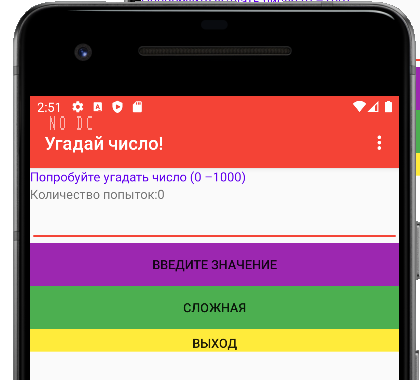 2:51
NO DC
Угадай число!
Попробуйте угадать число (0 –1000)
Количество попыток:0
ВВЕДИТЕ ЗНАЧЕНИЕ
СЛОЖНАЯ
ВЫХОД